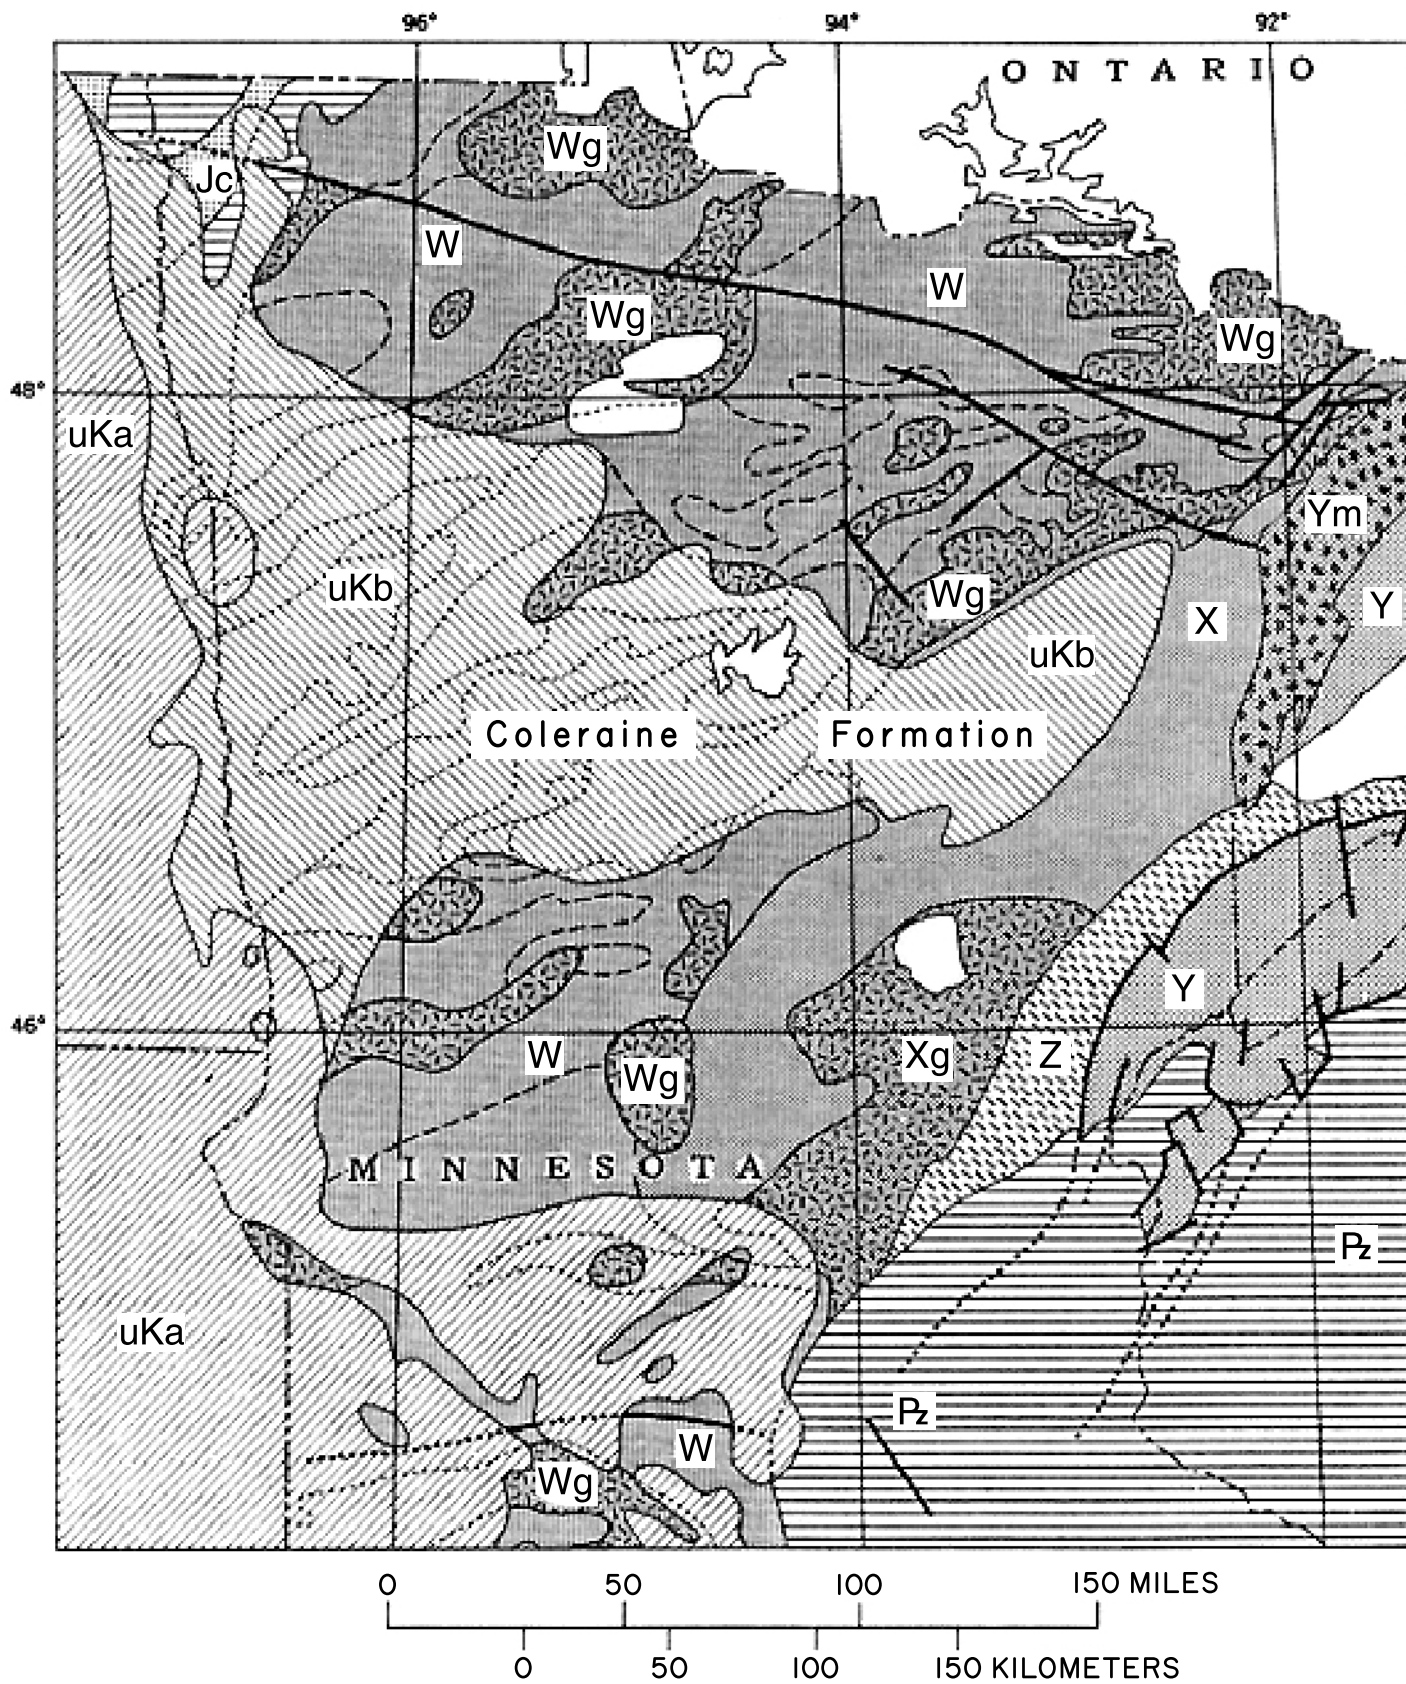 96° 94° 92°
ONTARIO
Wg
Jc
W
W
Wg
Wg
48°
uKa
Ym
uKb
Wg
Y
X
uKb
Coleraine Formation
Y
46°
W
Wg
Xg
Z
MINNESOTA
Pz
uKa
Pz
W
Wg
0 50 100 150 MILES
0 50 100 150 KILOMETERS